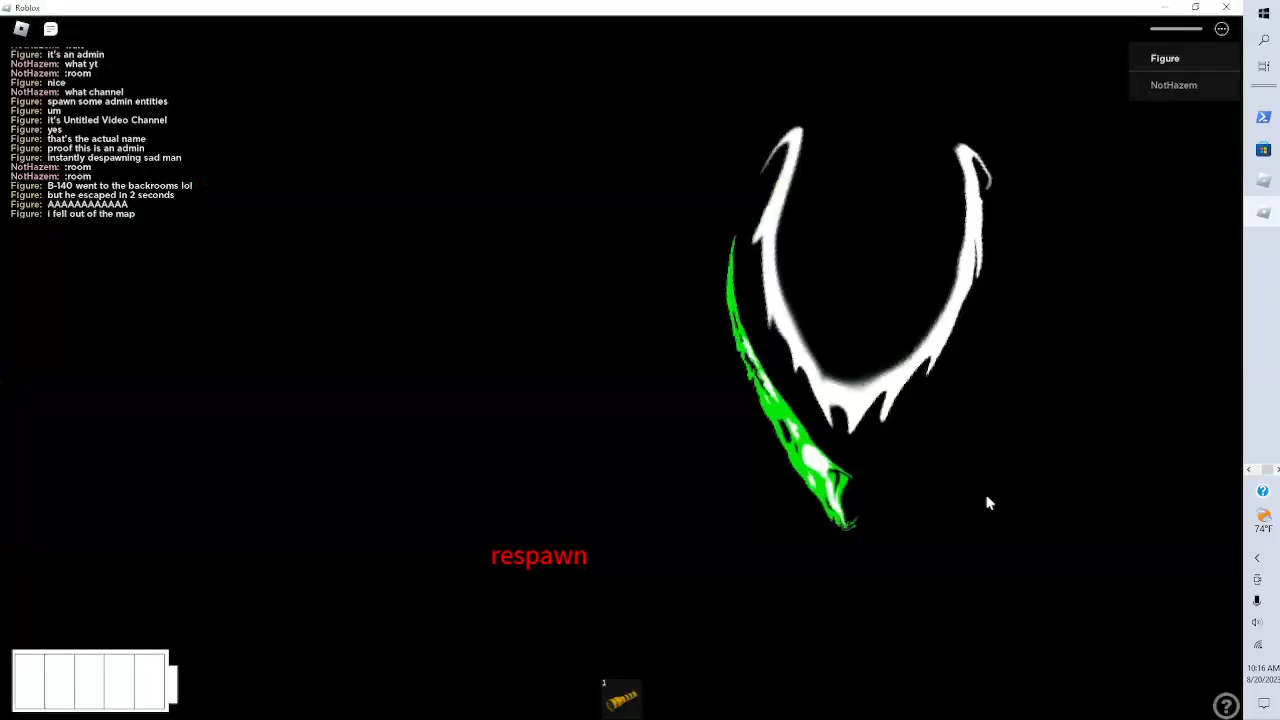 Roblox
Figure: it's an admin
NotHazem: what yt
NotHazem: :room
Figure: nice
NotHazem: what channel
Figure: spawn some admin entities
Figure: um
Figure: it's Untitled Video Channel
Figure: yes
Figure: that's the actual name
Figure: proof this is an admin
Figure: instantly despawning sad man
NotHazem: :room
NotHazem: :room
Figure: B-140 went to the backrooms lol
Figure: but he escaped in 2 seconds
Figure: AAAAAAAAAAAA
Figure: i fell out of the map
Figure
NotHazem
respawn
1
74°F
10:16 AM